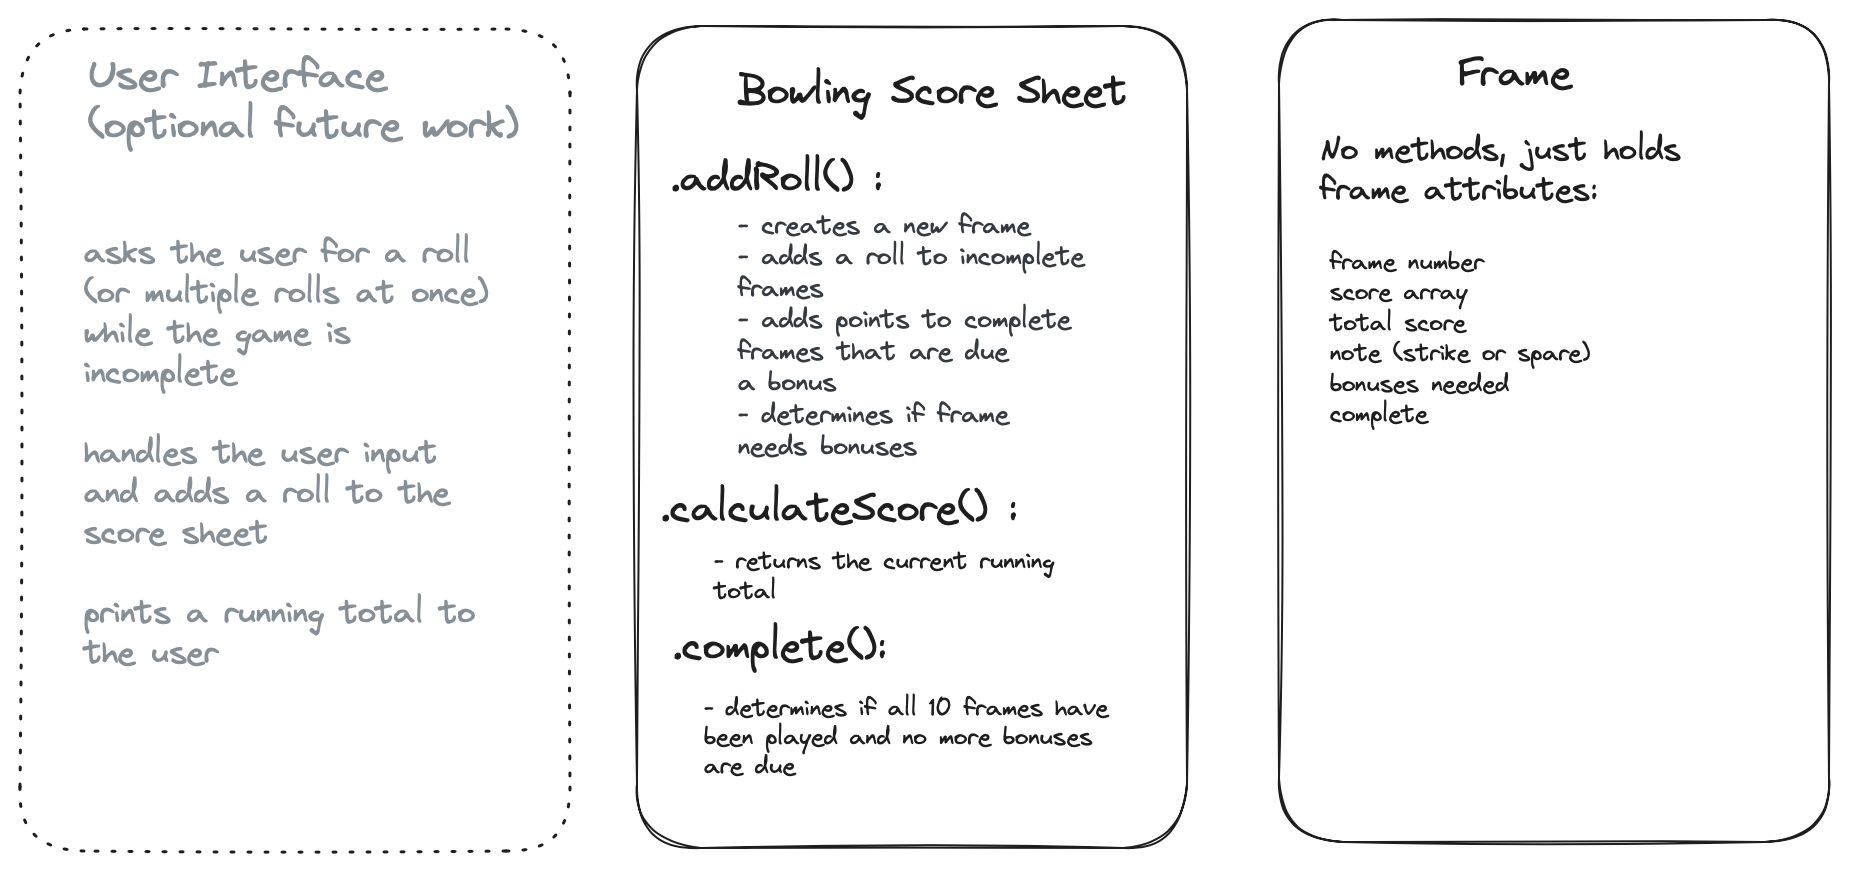 User Interface
(optional future work)
asks the user for a roll
(or multiple rolls at once)
while the game is
incomplete
handles the user input
and adds a roll to the
score sheet
prints a running total to
the user
Bowling Score Sheet
.addRoll() :
- creates a new frame
- adds a roll to incomplete
frames
- adds points to complete
frames that are due
a bonus
- determines if frame
needs bonuses
.calculateScore() :
- returns the current running
total
.complete():
- determines if all 10 frames have
been played and no more bonuses
are due
Frame
No methods, just holds
frame attributes:
frame number
score array
total score
note (strike or spare)
bonuses needed
complete